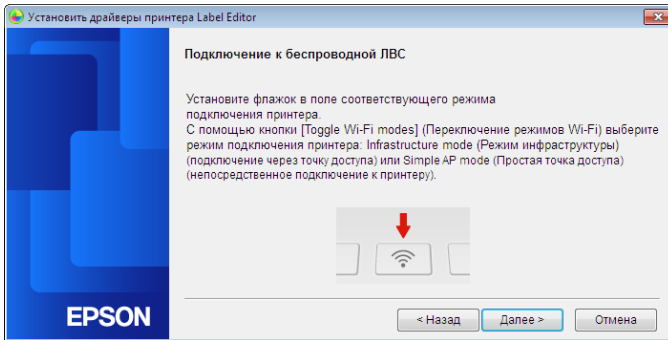 Установить драйверы принтера Label Editor
Подключение к беспроводной ЛВС
Установите флажок в поле соответствующего режима
подключения принтера.
С помощью кнопки [Toggle Wi-Fi modes] (Переключение режимов Wi-Fi) выберите
режим подключения принтера: Infrastructure mode (Режим инфраструктуры)
(подключение через точку доступа) или Simple AP mode (Простая точка доступа)
(непосредственное подключение к принтеру).
EPSON
< Назад
Далее >
Отмена